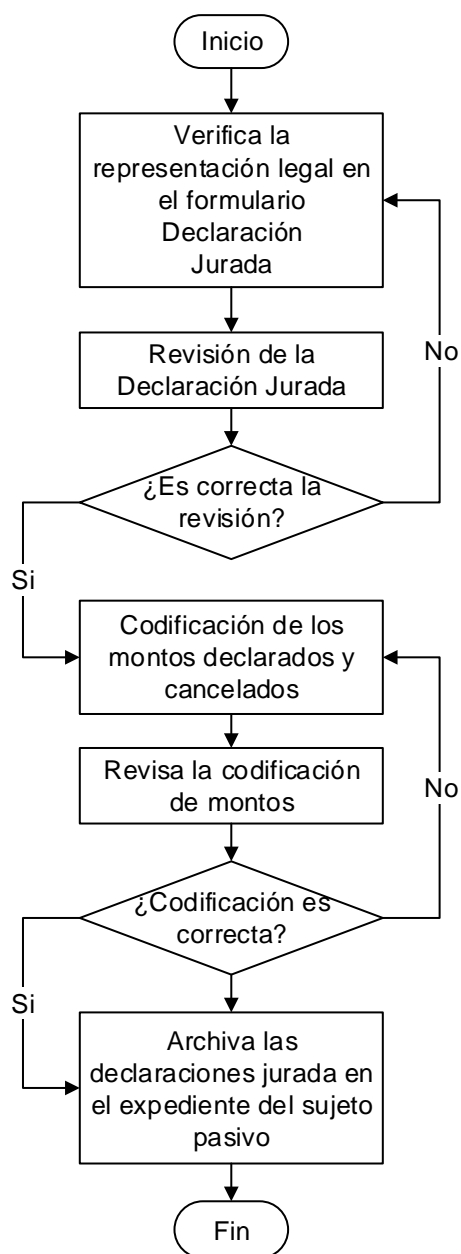 Inicio
Verifica la
representación legal en
el formulario
Declaración
Jurada
Revisión de la
Declaración Jurada
No
¿Es correcta la
revisión?
Si
Codificación de los
montos declarados y
cancelados
Revisa la codificación
de montos
No
¿Codificación es
correcta?
Si
Archiva las
declaraciones jurada en
el expediente del sujeto
pasivo
Fin